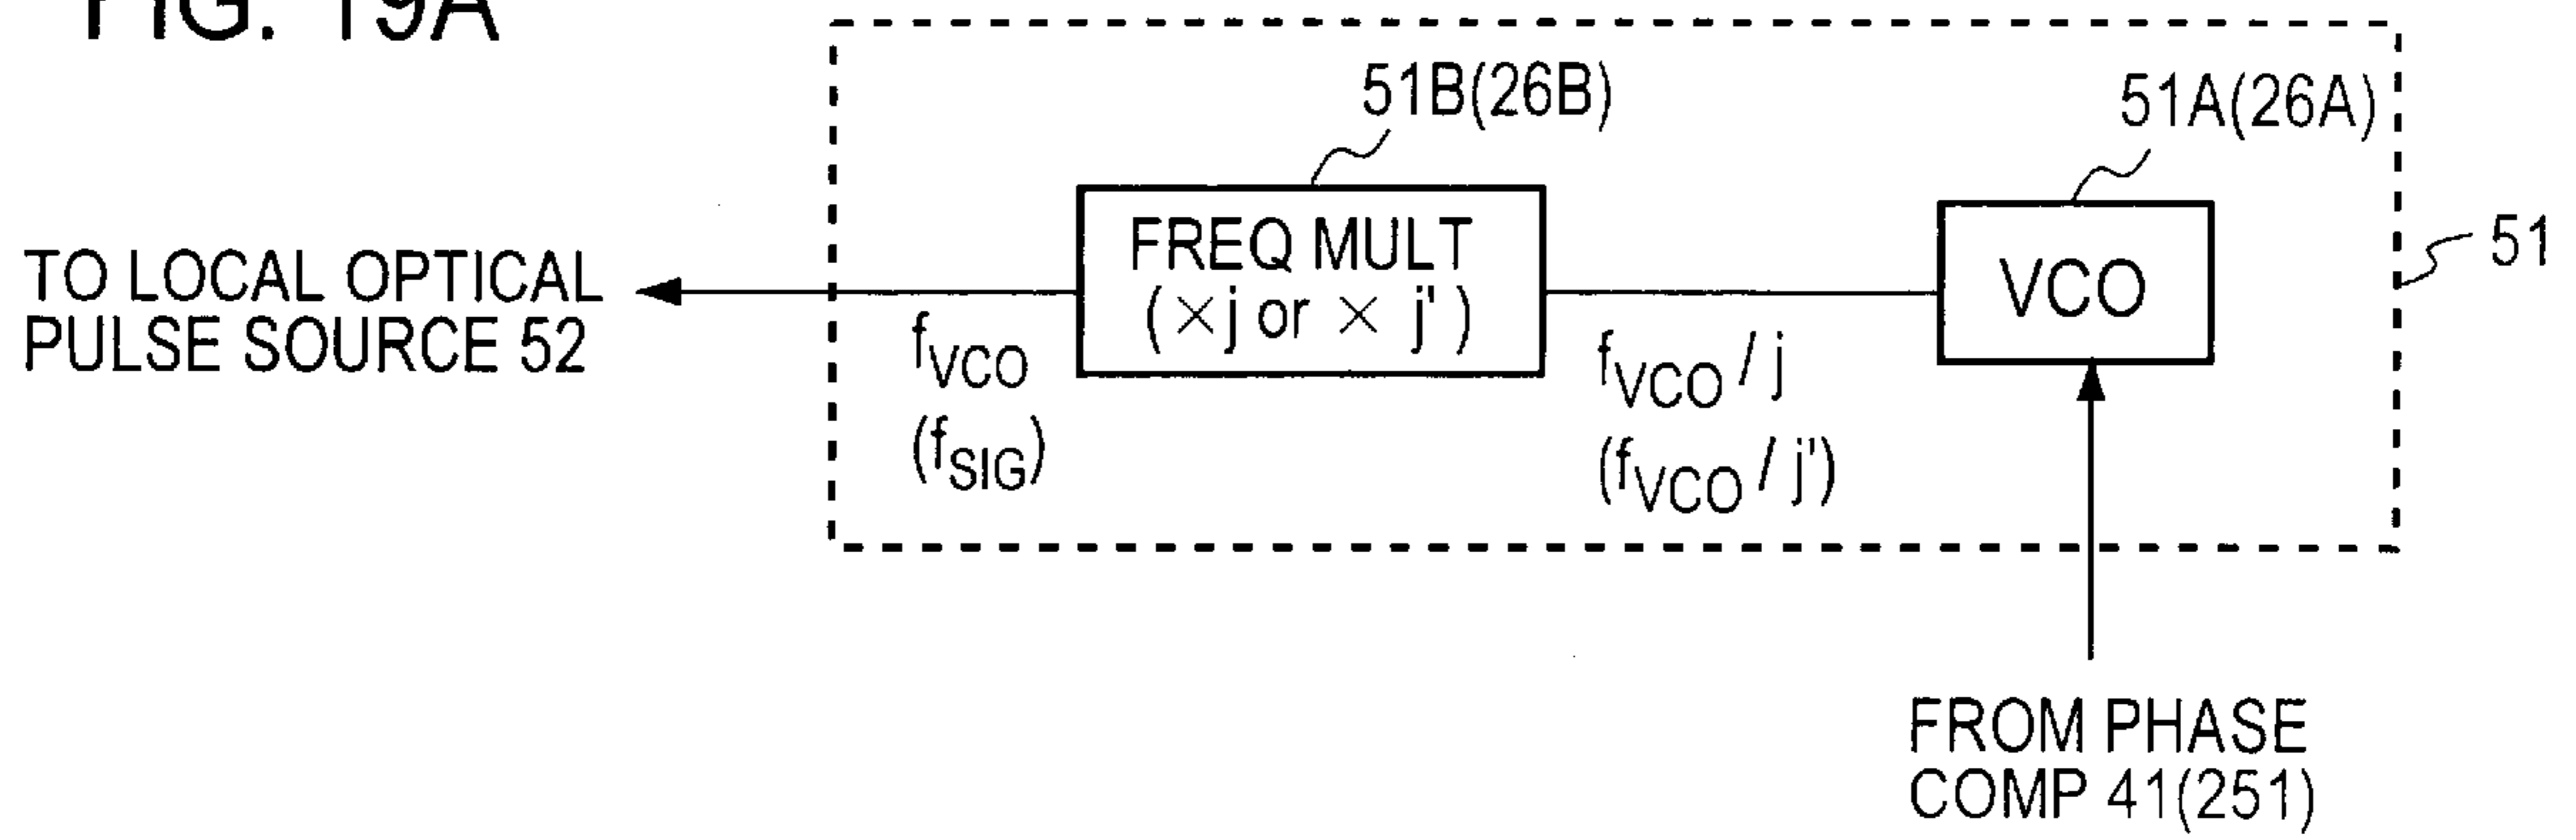 FIG. 19A
51B(26B)
51A(26A)
51
FREQ MULT
(×j or × j')
VCO
TO LOCAL OPTICAL
PULSE SOURCE 52
fVCO
(fSIG)
fVCO / j
(fVCO / j')
FROM PHASE
COMP 41(251)